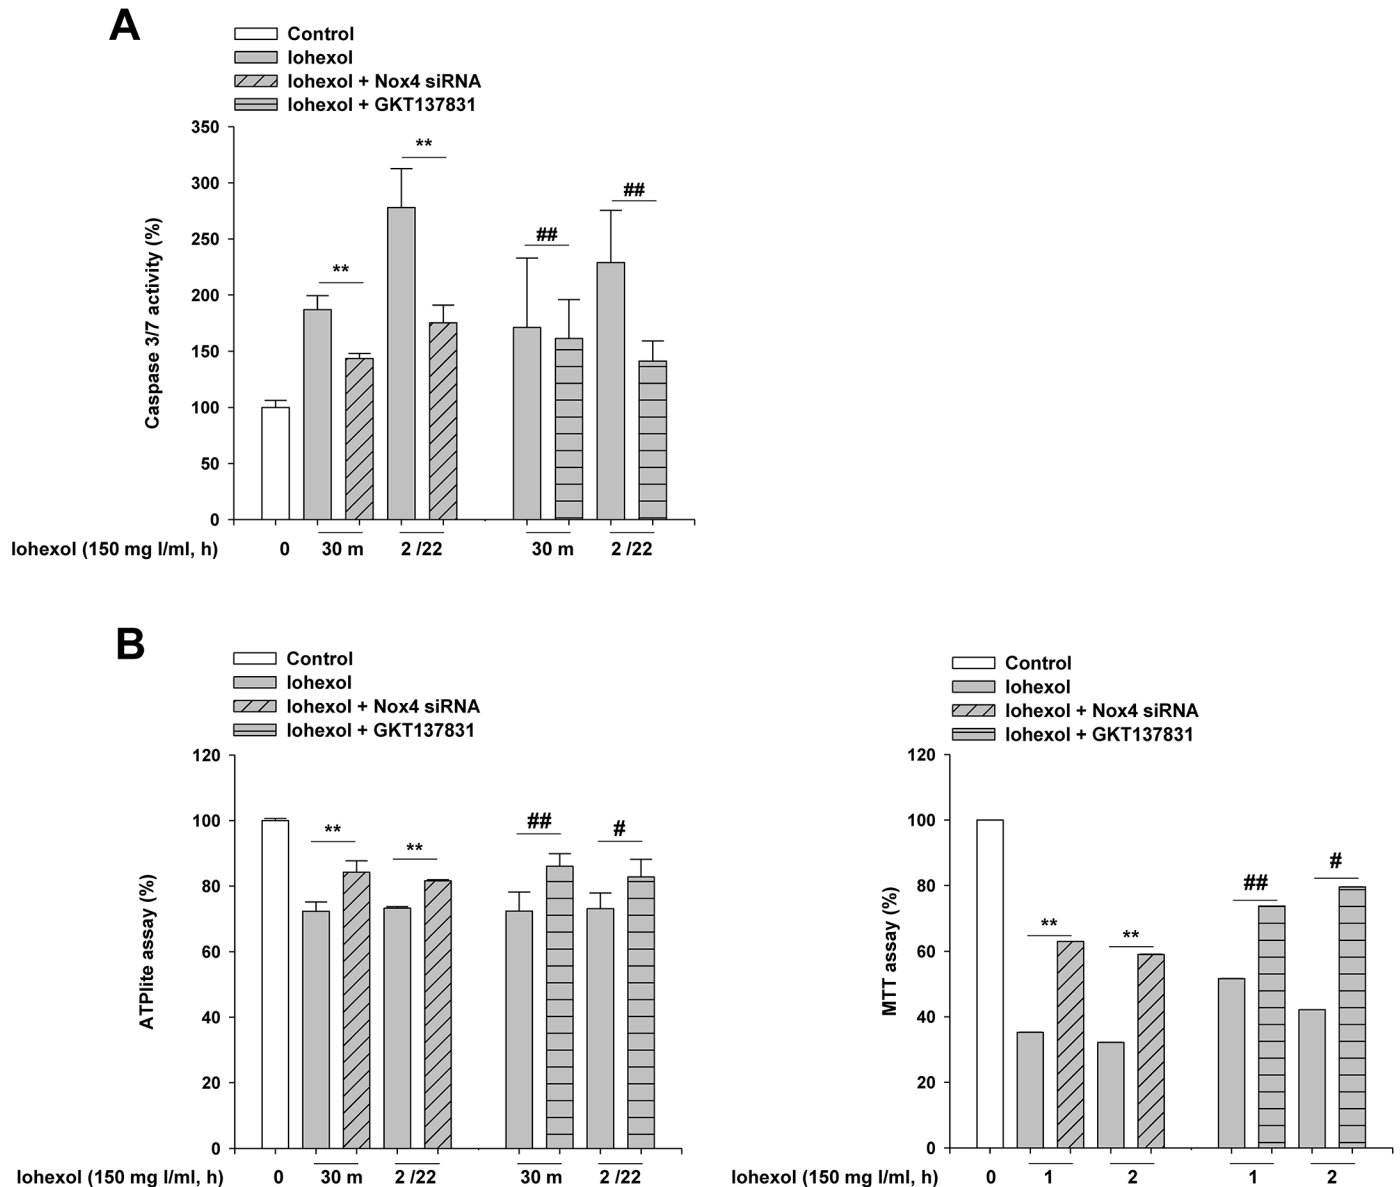 A
Control
Iohexol
Iohexol + Nox4 siRNA
Iohexol + GKT137831
350
300
250
200
150
100
50
0
Caspase 3/7 activity (%)
**
**
##
##
Iohexol (150 mg I/ml, h) 0 30 m 2 /22 30 m 2 /22
B
Control
Iohexol
Iohexol + Nox4 siRNA
Iohexol + GKT137831
120
100
80
60
40
20
0
ATPlite assay (%)
**
**
##
#
Iohexol (150 mg I/ml, h) 0 30 m 2 /22 30 m 2 /22
Control
Iohexol
Iohexol + Nox4 siRNA
Iohexol + GKT137831
120
100
80
60
40
20
0
MTT assay (%)
**
**
##
#
Iohexol (150 mg I/ml, h) 0 1 2 1 2